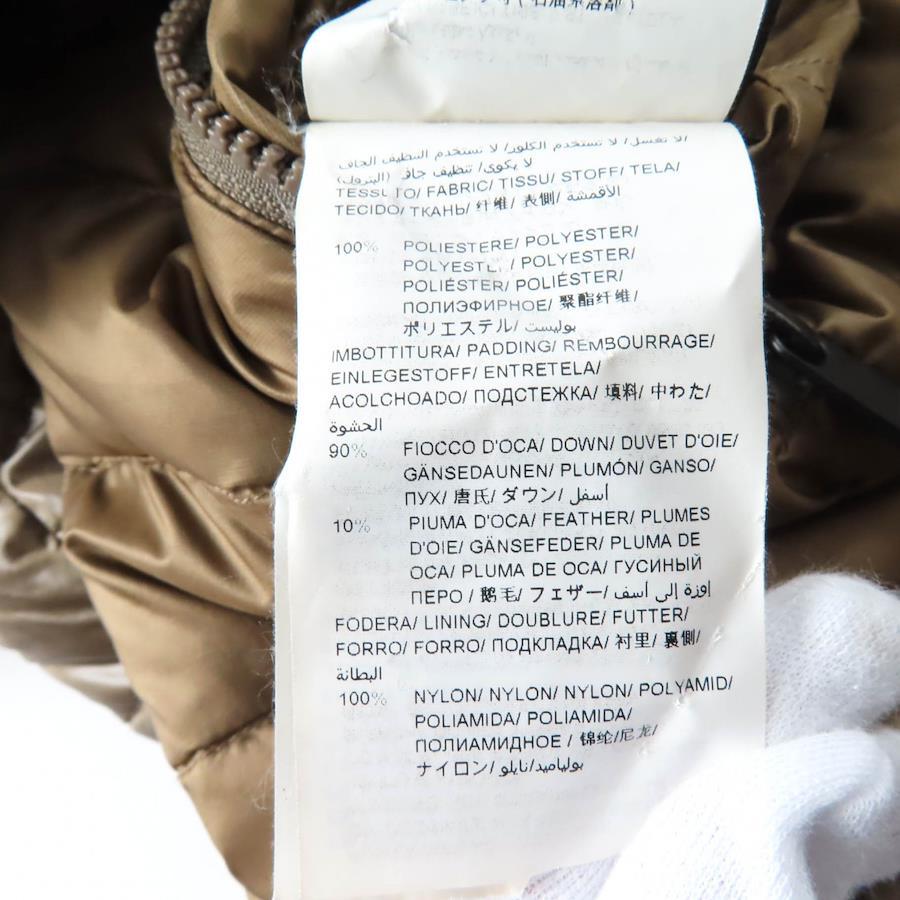 لا تغسل/ لا تستخدم الكلور/ لا تستخدم التنظيف الجاف
لا يكوى/ تنظيف جاف (البترول)
TESSUTO/ FABRIC/ TISSU/ STOFF/ TELA/
TECIDO/ ТКАНЬ/ 纤维/ 表側/ الأقمشة
100% POLIESTERE/ POLYESTER/
POLYESTER/ POLYESTER/
POLIÉSTER/ POLIÉSTER/
ПОЛИЭФИРНОЕ/ 聚酯纤维/
ポリエステル/ بوليست
IMBOTTITURA/ PADDING/ REMBOURRAGE/
EINLEGESTOFF/ ENTRETELA/
ACOLCHOADO/ ПОДСТЕЖКА/ 填料/ 中わた/
الحشوة
90% FIOCCO D'OCA/ DOWN/ DUVET D'OIE/
GÄNSEDAUNEN/ PLUMÓN/ GANSO/
ПУХ/ 唐氏/ ダウン/ أسفل
10% PIUMA D'OCA/ FEATHER/ PLUMES
D'OIE/ GÄNSEFEDER/ PLUMA DE
OCA/ PLUMA DE OCA/ ГУСИНЫЙ
ПЕРО / 鹅毛/ フェザー/ اوزة إلى أسف
FODERA/ LINING/ DOUBLURE/ FUTTER/
FORRO/ FORRO/ ПОДКЛАДКА/ 衬里/ 裏側/
البطانة
100% NYLON/ NYLON/ NYLON/ POLYAMID/
POLIAMIDA/ POLIAMIDA/
ПОЛИАМИДНОЕ / 锦纶/尼龙/
ナイロン/ بولياميد/نايلو